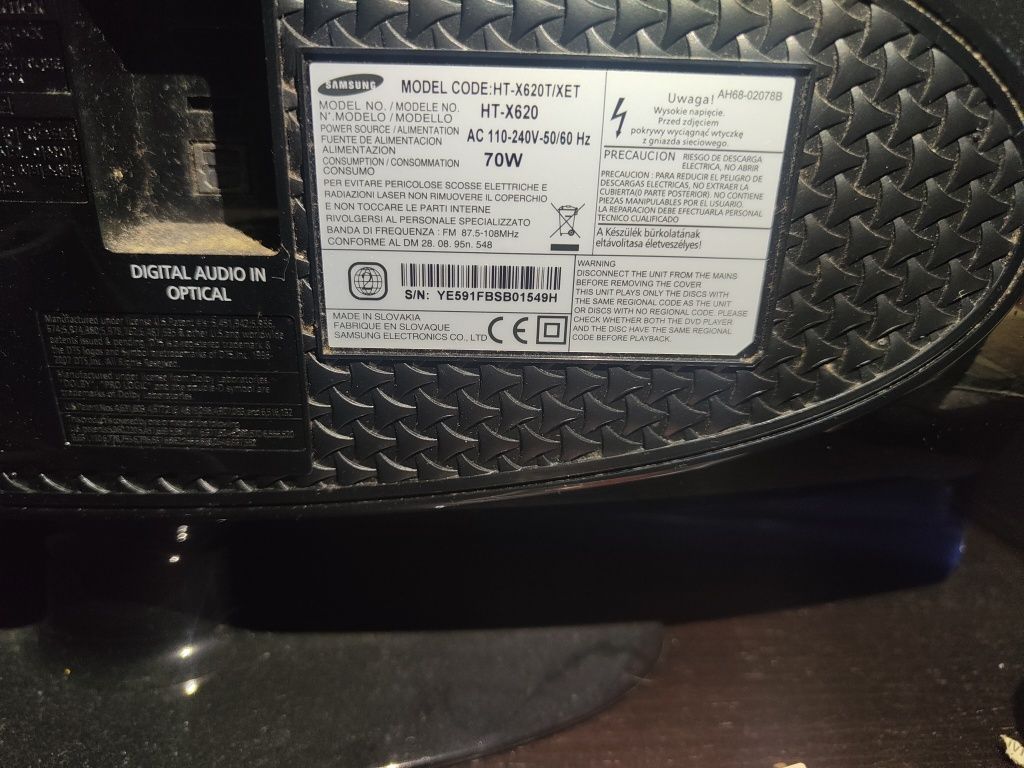 SAMSUNG
MODEL CODE:HT-X620T/XET
MODEL NO. / MODELE NO.
N°.MODELO / MODELLO
HT-X620
POWER SOURCE / ALIMENTATION
FUENTE DE ALIMENTACION
ALIMENTAZION
AC 110-240V-50/60 Hz
CONSUMPTION / CONSOMMATION
CONSUMO
70W
PER EVITARE PERICOLOSE SCOSSE ELETTRICHE E
RADIAZIONI LASER NON RIMUOVERE IL COPERCHIO
E NON TOCCARE LE PARTI INTERNE
RIVOLGERSI AL PERSONALE SPECIALIZZATO
BANDA DI FREQUENZA : FM 87.5-108MHz
CONFORME AL DM 28. 08. 95n. 548
2
S/N: YE591FBSB01549H
MADE IN SLOVAKIA
FABRIQUE EN SLOVAQUE
SAMSUNG ELECTRONICS CO., LTD
CE
Uwaga! AH68-02078B
Wysokie napięcie.
Przed zdjęciem
pokrywy wyciągnąć wtyczkę
z gniazda sieciowego.
PRECAUCION RIESGO DE DESCARGA
ELECTRICA, NO ABRIR
PRECAUCION : PARA REDUCIR EL PELIGRO DE
DESCARGAS ELECTRICAS, NO EXTRAER LA
CUBIERTA(O PARTE POSTERIOR). NO CONTIENE
PIEZAS MANIPULABLES POR EL USUARIO.
LA REPARACION DEBE EFECTUARLA PERSONAL
TECNICO CUALIFICADO
A Készülék bürkolatának
eltávolitasa életveszélyes!
WARNING
DISCONNECT THE UNIT FROM THE MAINS
BEFORE REMOVING THE COVER
THIS UNIT PLAYS ONLY THE DISCS WITH
THE SAME REGIONAL CODE AS THE UNIT
OR DISCS WITH NO REGIONAL CODE. PLEASE
CHECK WHETHER BOTH THE DVD PLAYER
AND THE DISC HAVE THE SAME REGIONAL
CODE BEFORE PLAYBACK.
DIGITAL AUDIO IN
OPTICAL